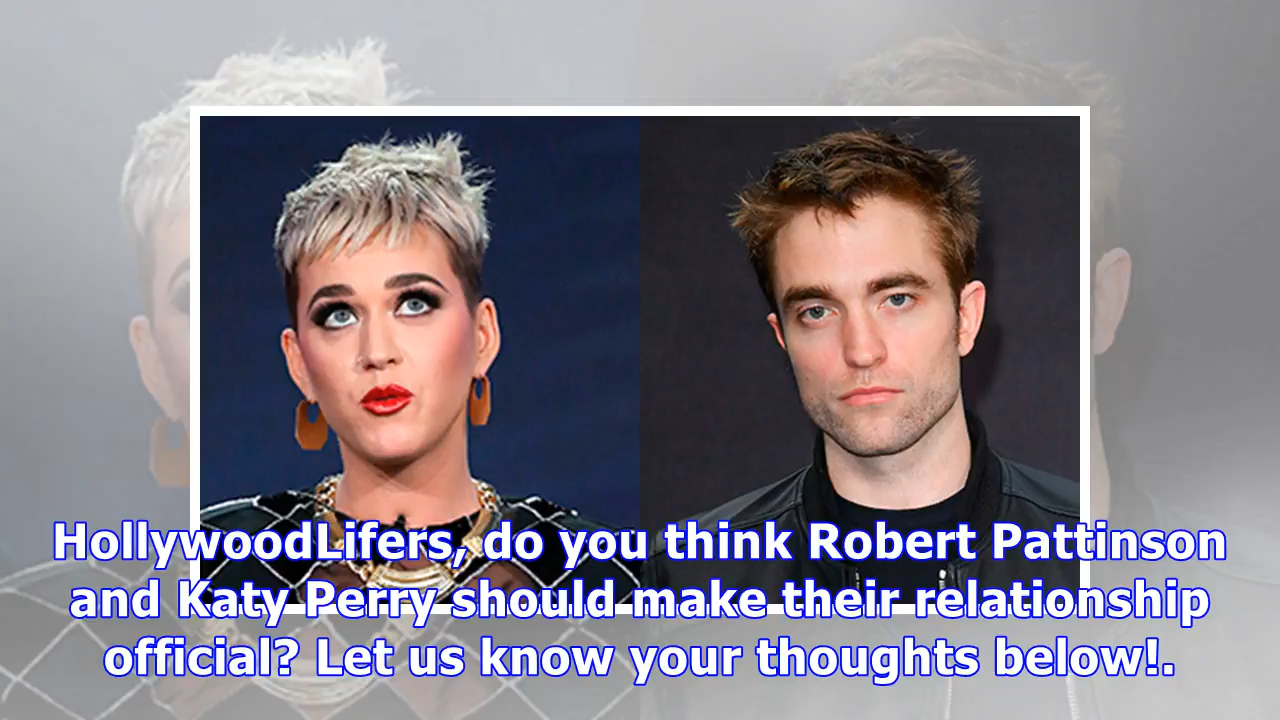 HollywoodLifers, do you think Robert Pattinson
and Katy Perry should make their relationship
official? Let us know your thoughts below!.